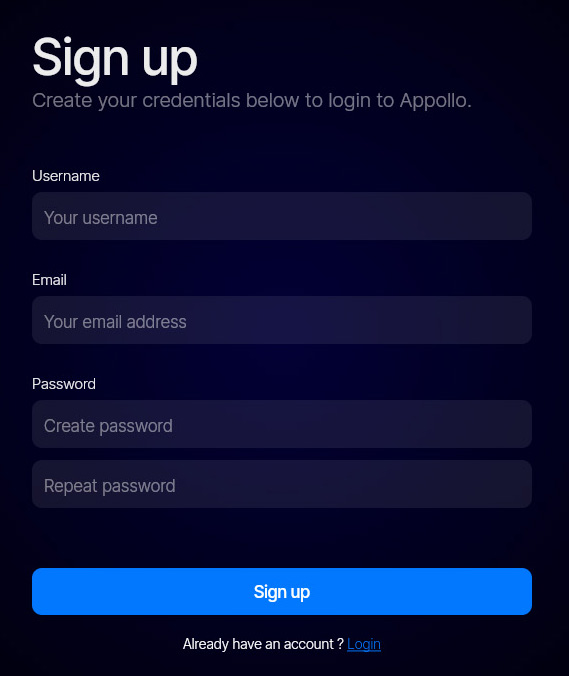 Sign up
Create your credentials below to login to Appollo.
Username
Your username
Email
Your email address
Password
Create password
Repeat password
Sign up
Already have an account ? Login